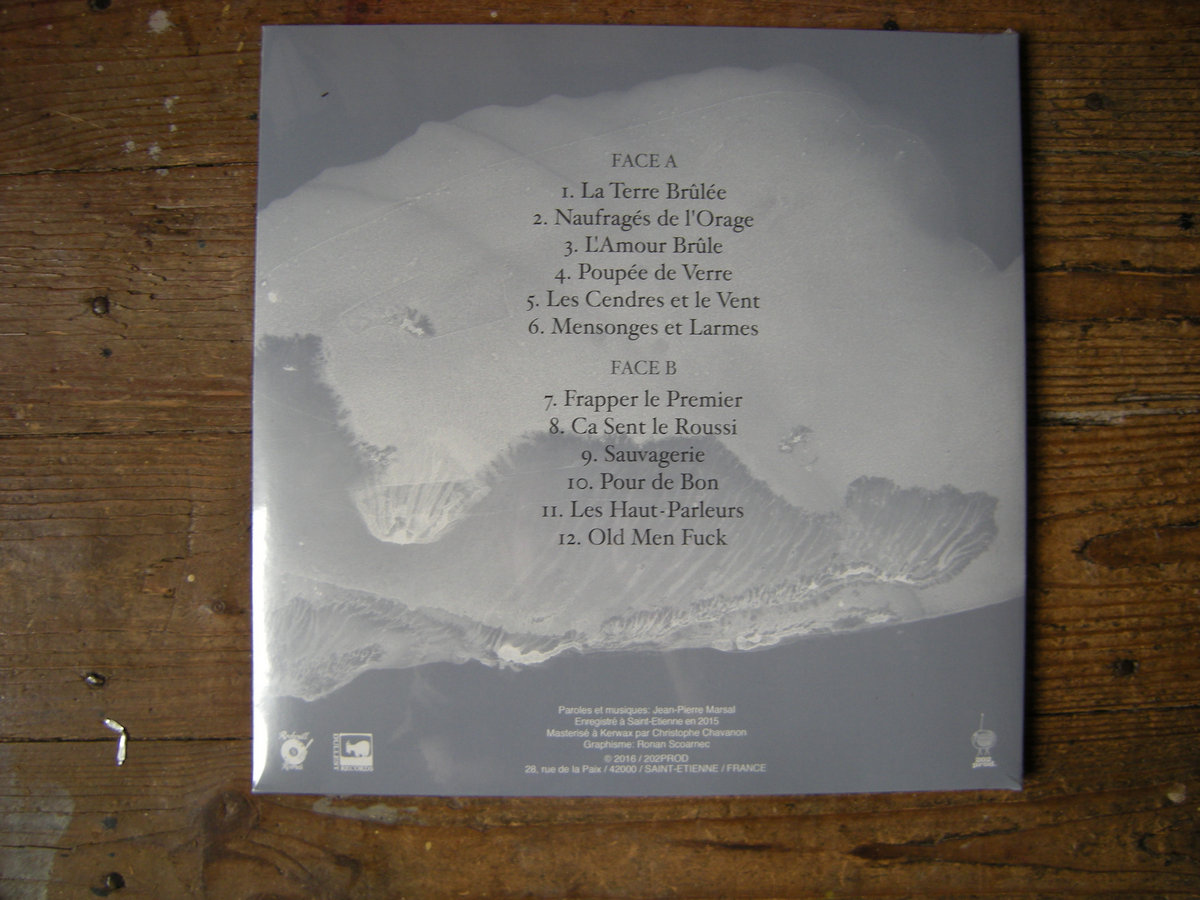 FACE A
1. La Terre Brûlée
2. Naufragés de l'Orage
3. L'Amour Brûle
4. Poupée de Verre
5. Les Cendres et le Vent
6. Mensonges et Larmes
FACE B
7. Frapper le Premier
8. Ca Sent le Roussi
9. Sauvagerie
10. Pour de Bon
11. Les Haut-Parleurs
12. Old Men Fuck
Paroles et musiques: Jean-Pierre Marsal
Enregistré à Saint-Etienne en 2015
Masterisé à Kerwax par Christophe Chavanon
Graphisme: Ronan Scoarnec
© 2016 / 202PROD
28, rue de la Paix / 42000 / SAINT-ETIENNE / FRANCE
RECORDS
202
prod.